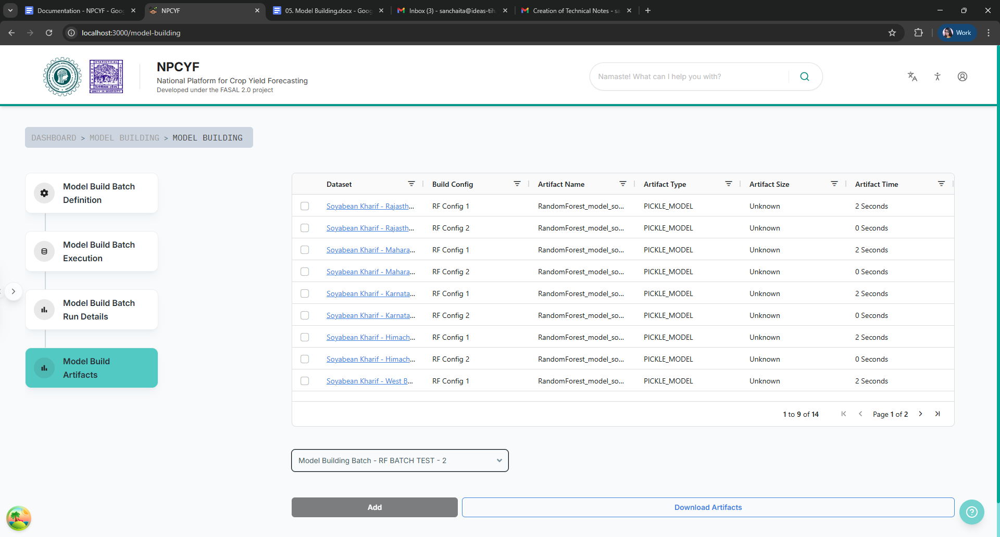 Documentation - NPCYF - Goo
NPCYF
05. Model Building.docx - Goog
Inbox (3) - sanchaita@ideas-tih
Creation of Technical Notes - sa
localhost:3000/model-building
Work
STATISTICAL
INDIAN
INSTITUTE
UNITY IN DIVERSITY
NPCYF
National Platform for Crop Yield Forecasting
Developed under the FASAL 2.0 project
Namaste! What can I help you with?
DASHBOARD > MODEL BUILDING > MODEL BUILDING
Model Build Batch
Definition
Model Build Batch
Execution
Model Build Batch
Run Details
Model Build
Artifacts
Dataset Build Config Artifact Name Artifact Type Artifact Size Artifact Time
Soyabean Kharif - Rajasth... RF Config 1 RandomForest_model_so... PICKLE_MODEL Unknown 2 Seconds
Soyabean Kharif - Rajasth... RF Config 2 RandomForest_model_so... PICKLE_MODEL Unknown 0 Seconds
Soyabean Kharif - Mahara... RF Config 1 RandomForest_model_so... PICKLE_MODEL Unknown 2 Seconds
Soyabean Kharif - Mahara... RF Config 2 RandomForest_model_so... PICKLE_MODEL Unknown 0 Seconds
Soyabean Kharif - Karnata... RF Config 1 RandomForest_model_so... PICKLE_MODEL Unknown 2 Seconds
Soyabean Kharif - Karnata... RF Config 2 RandomForest_model_so... PICKLE_MODEL Unknown 0 Seconds
Soyabean Kharif - Himach... RF Config 1 RandomForest_model_so... PICKLE_MODEL Unknown 2 Seconds
Soyabean Kharif - Himach... RF Config 2 RandomForest_model_so... PICKLE_MODEL Unknown 0 Seconds
Soyabean Kharif - West B... RF Config 1 RandomForest_model_so... PICKLE_MODEL Unknown 2 Seconds
1 to 9 of 14 Page 1 of 2
Model Building Batch - RF BATCH TEST - 2
Add
Download Artifacts